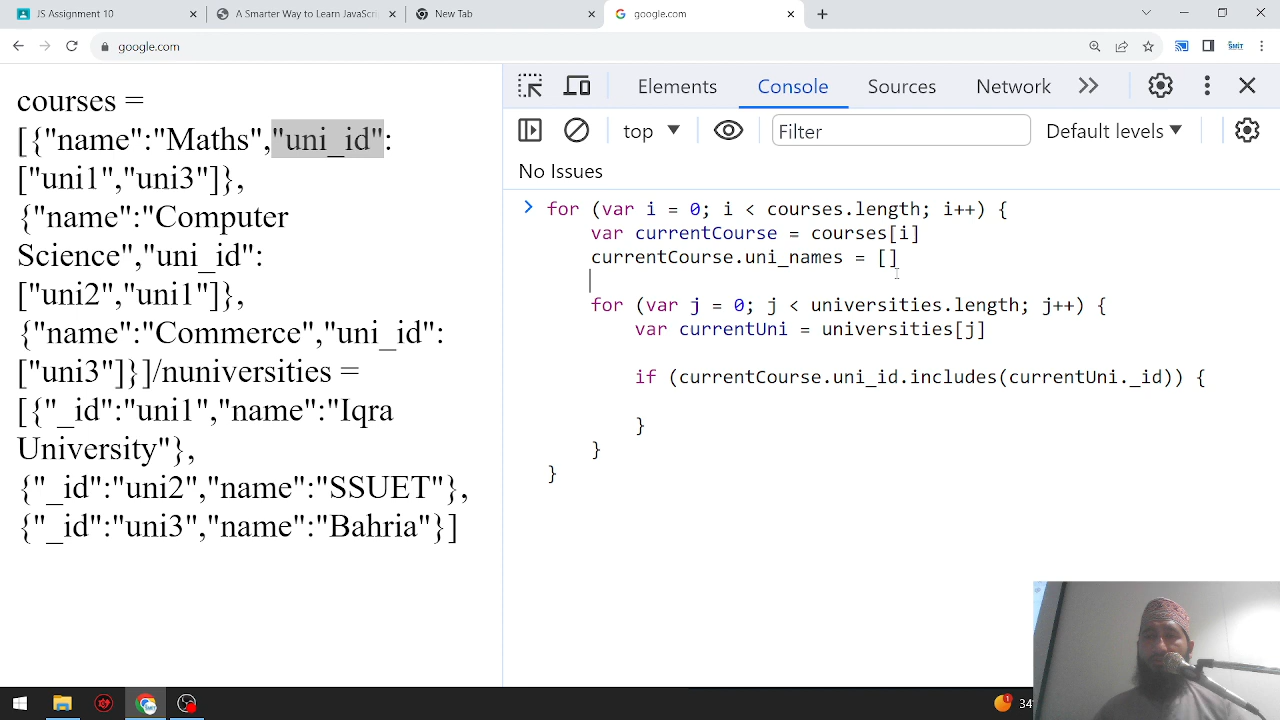 JS Assignment 10
A Smarter Way to Learn JavaScri
New Tab
google.com
google.com
SMIT
courses =
[{"name":"Maths","uni_id":
["uni1","uni3"]},
{"name":"Computer
Science","uni_id":
["uni2","uni1"]},
{"name":"Commerce","uni_id":
["uni3"]}]/nuniversities =
[{"_id":"uni1","name":"Iqra
University"},
{"_id":"uni2","name":"SSUET"},
{"_id":"uni3","name":"Bahria"}]
Elements
Console
Sources
Network
top
Filter
Default levels
No Issues
for (var i = 0; i < courses.length; i++) {
var currentCourse = courses[i]
currentCourse.uni_names = []
for (var j = 0; j < universities.length; j++) {
var currentUni = universities[j]
if (currentCourse.uni_id.includes(currentUni._id)) {
}
}
}
1
34